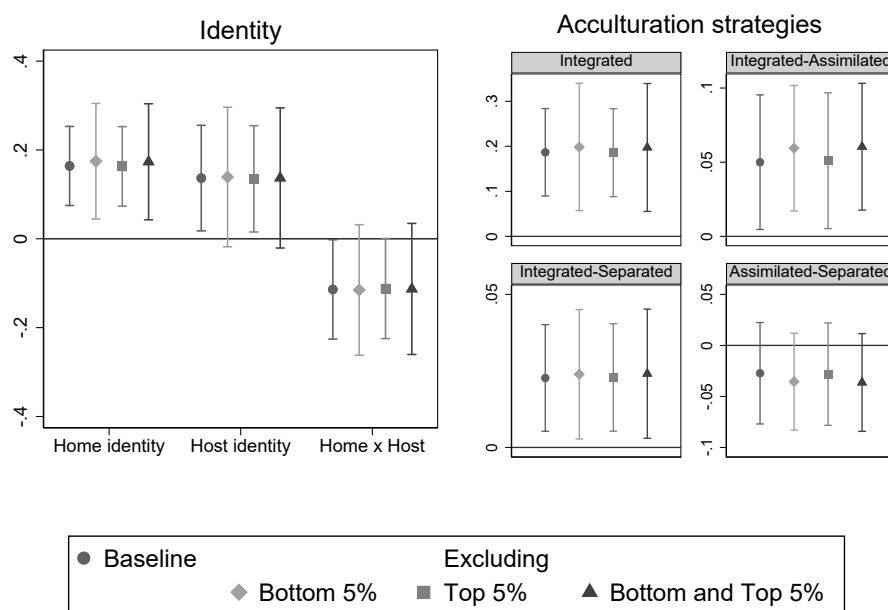 Identity
.4
.2
0
-.2
-.4
Home identity
Host identity
Home x Host
Acculturation strategies
Integrated
.3
.2
.1
0
Integrated-Assimilated
.1
.05
0
Integrated-Separated
.05
0
Assimilated-Separated
.05
0
-.05
-.1
Baseline
Excluding
Bottom 5%
Top 5%
Bottom and Top 5%